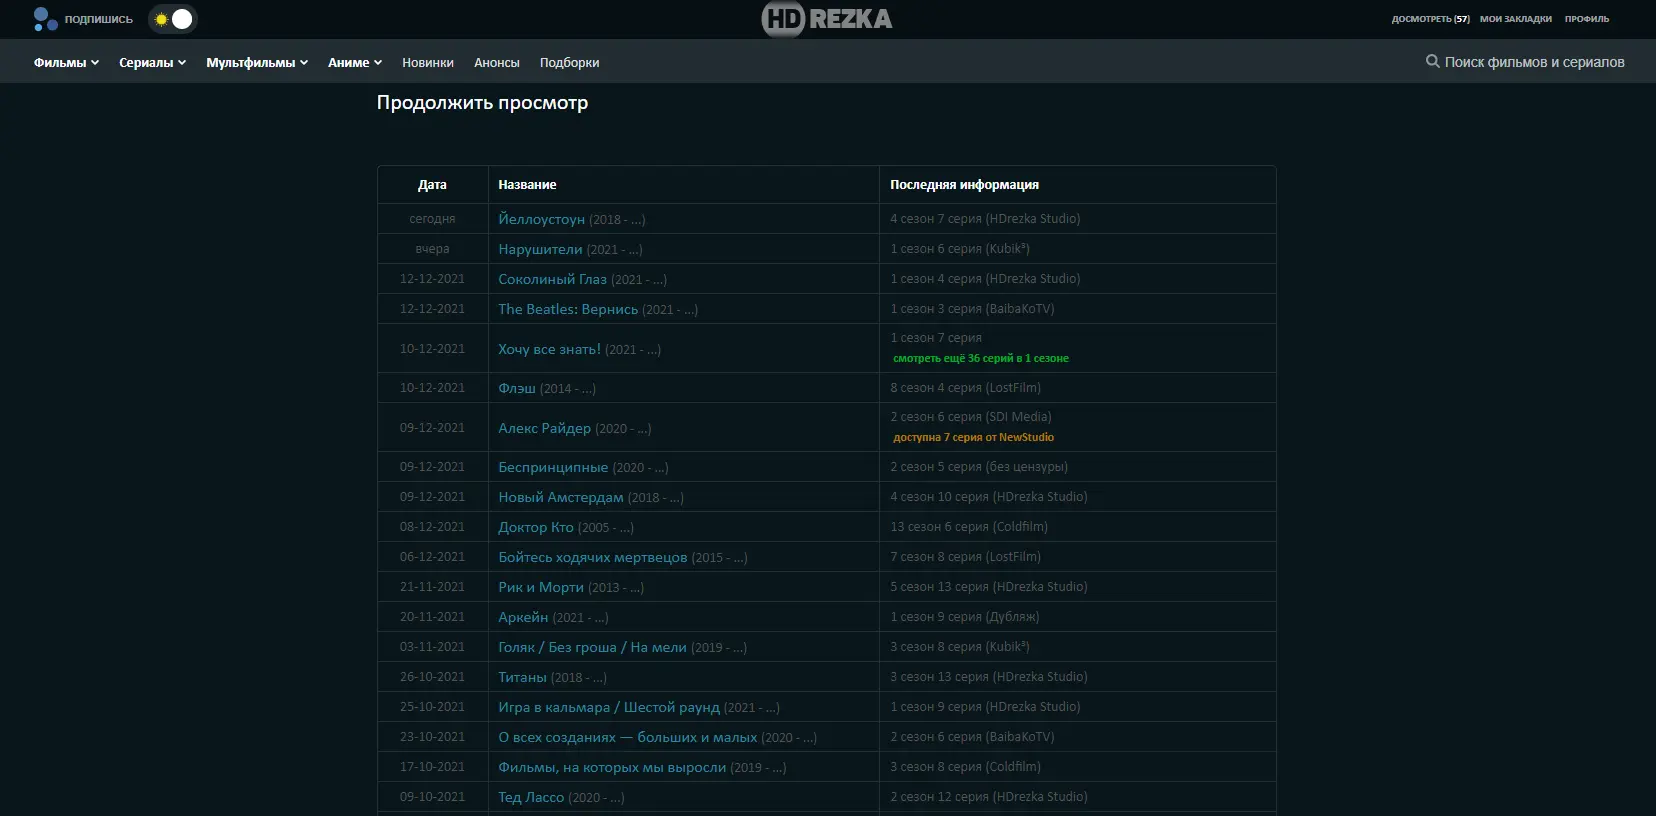 ПОДПИШИСЬ
HD REZKA
ДОСМОТРЕТЬ (57) МОИ ЗАКЛАДКИ ПРОФИЛЬ
Фильмы Сериалы Мультфильмы Аниме Новинки Анонсы Подборки Поиск фильмов и сериалов
Продолжить просмотр
Дата Название Последняя информация
сегодня Йеллоустоун (2018 - ...) 4 сезон 7 серия (HDrezka Studio)
вчера Нарушители (2021 - ...) 1 сезон 6 серия (Kubik³)
12-12-2021 Соколиный Глаз (2021 - ...) 1 сезон 4 серия (HDrezka Studio)
12-12-2021 The Beatles: Вернись (2021 - ...) 1 сезон 3 серия (BaibaKoTV)
10-12-2021 Хочу все знать! (2021 - ...) 1 сезон 7 серия
смотреть ещё 36 серий в 1 сезоне
10-12-2021 Флэш (2014 - ...) 8 сезон 4 серия (LostFilm)
09-12-2021 Алекс Райдер (2020 - ...) 2 сезон 6 серия (SDI Media)
доступна 7 серия от NewStudio
09-12-2021 Беспринципные (2020 - ...) 2 сезон 5 серия (без цензуры)
09-12-2021 Новый Амстердам (2018 - ...) 4 сезон 10 серия (HDrezka Studio)
08-12-2021 Доктор Кто (2005 - ...) 13 сезон 6 серия (Coldfilm)
06-12-2021 Бойтесь ходячих мертвецов (2015 - ...) 7 сезон 8 серия (LostFilm)
21-11-2021 Рик и Морти (2013 - ...) 5 сезон 13 серия (HDrezka Studio)
20-11-2021 Аркейн (2021 - ...) 1 сезон 9 серия (Дубляж)
03-11-2021 Голяк / Без гроша / На мели (2019 - ...) 3 сезон 8 серия (Kubik³)
26-10-2021 Титаны (2018 - ...) 3 сезон 13 серия (HDrezka Studio)
25-10-2021 Игра в кальмара / Шестой раунд (2021 - ...) 1 сезон 9 серия (HDrezka Studio)
23-10-2021 О всех созданиях — больших и малых (2020 - ...) 2 сезон 6 серия (BaibaKoTV)
17-10-2021 Фильмы, на которых мы выросли (2019 - ...) 3 сезон 8 серия (Coldfilm)
09-10-2021 Тед Лассо (2020 - ...) 2 сезон 12 серия (HDrezka Studio)